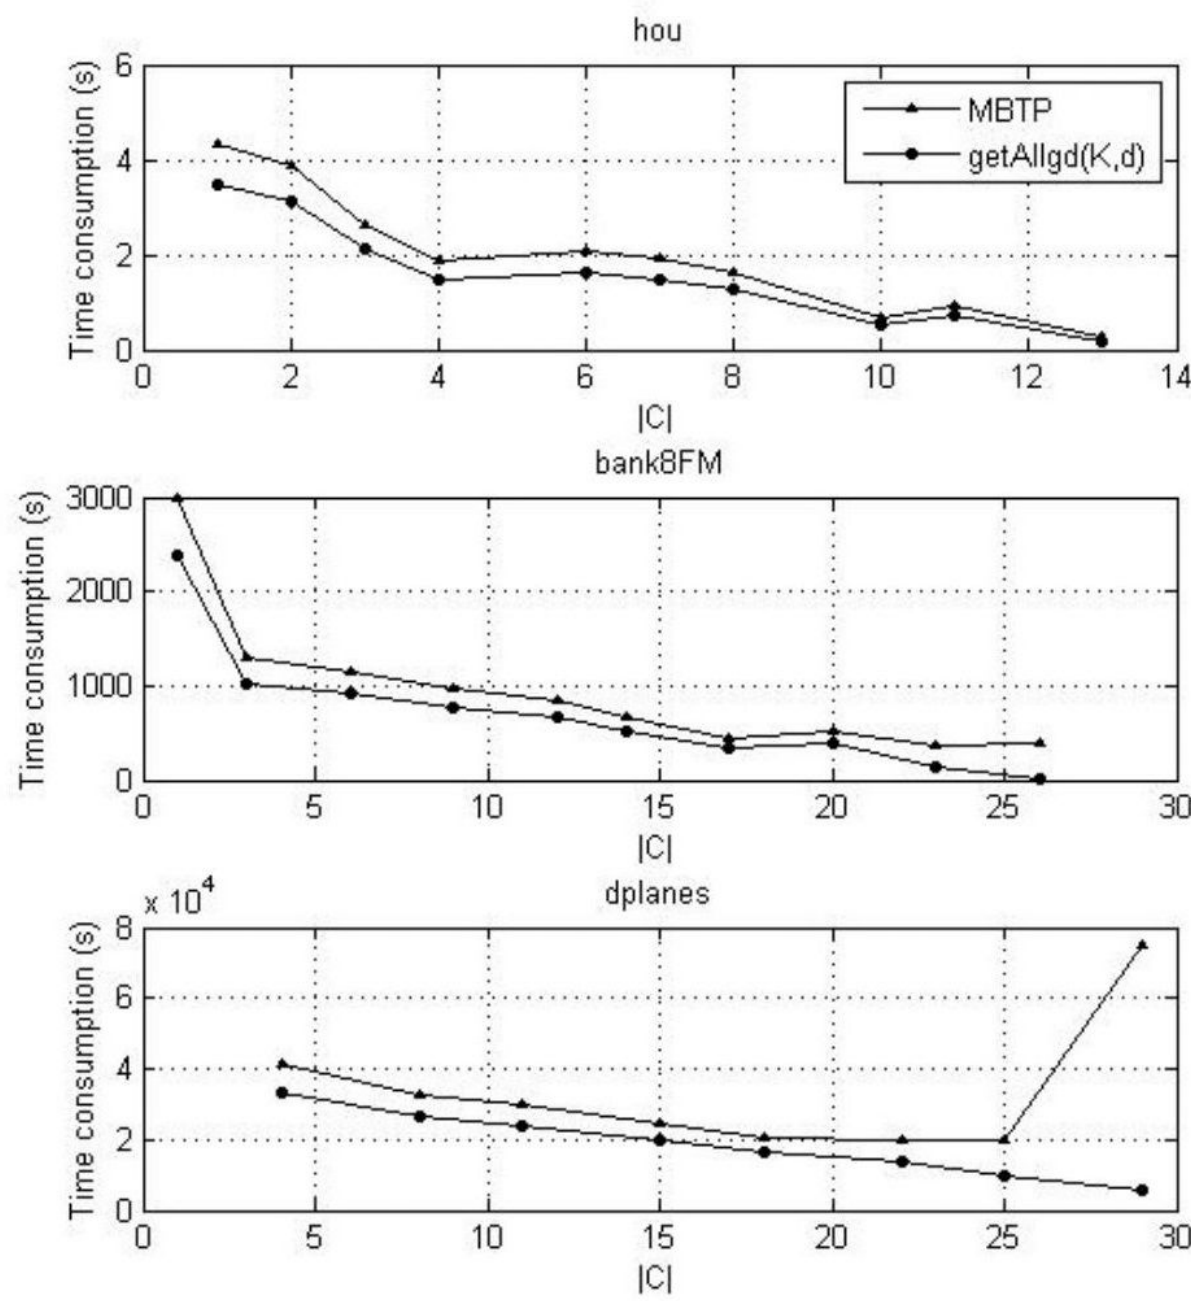 hou
Time consumption (s)
6
4
2
0
MBTP
getAllgd(K,d)
0 2 4 6 8 10 12 14
|C|
bank8FM
Time consumption (s)
3000
2000
1000
0
0 5 10 15 20 25 30
|C|
dplanes
x 10^4
Time consumption (s)
8
6
4
2
0
0 5 10 15 20 25 30
|C|